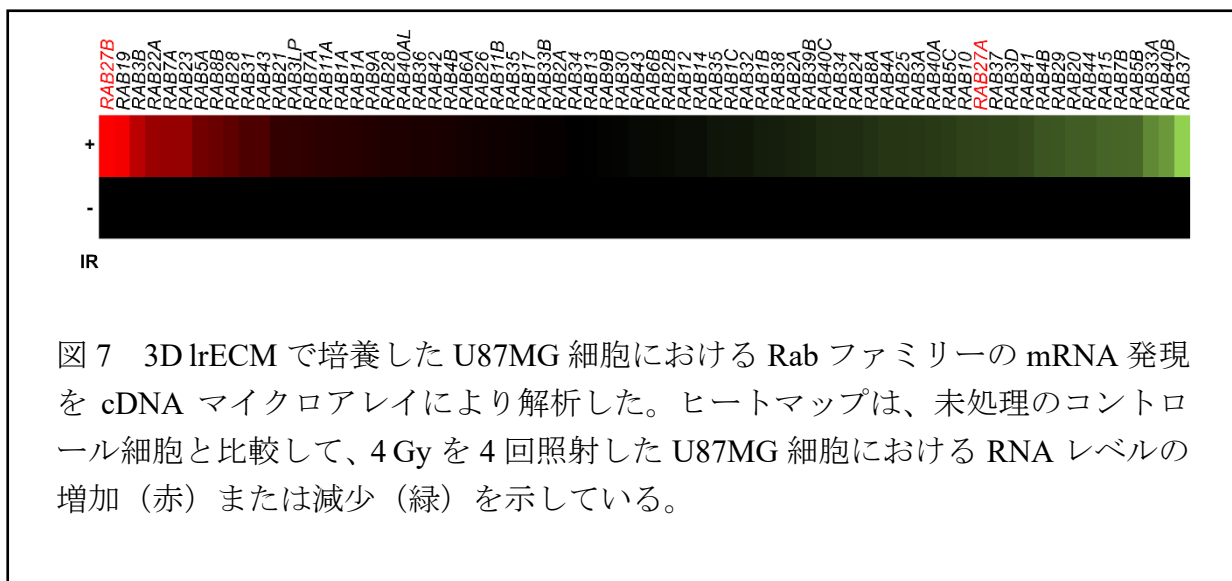 RAB27B RAB19 RAB3B RAB22A RAB7A RAB23 RAB5A RAB8B RAB28 RAB31 RAB43 RAB21 RAB3LP RAB7A RAB11A RAB1A RAB1A RAB9A RAB28 RAB40AL RAB36 RAB42 RAB4B RAB6A RAB26 RAB11B RAB35 RAB17 RAB33B RAB2A RAB34 RAB13 RAB9B RAB30 RAB43 RAB6B RAB2B RAB12 RAB14 RAB35 RAB1C RAB32 RAB1B RAB38 RAB2A RAB39B RAB40C RAB34 RAB24 RAB8A RAB4A RAB25 RAB3A RAB40A RAB5C RAB10 RAB27A RAB37 RAB3D RAB41 RAB4B RAB29 RAB20 RAB44 RAB15 RAB7B RAB5B RAB33A RAB40B RAB37
+
-
IR
図 7 3D lrECM で培養した U87MG 細胞における Rab ファミリーの mRNA 発現
を cDNA マイクロアレイにより解析した。ヒートマップは、未処理のコントロ
ール細胞と比較して、4 Gy を 4 回照射した U87MG 細胞における RNA レベルの
増加（赤）または減少（緑）を示している。